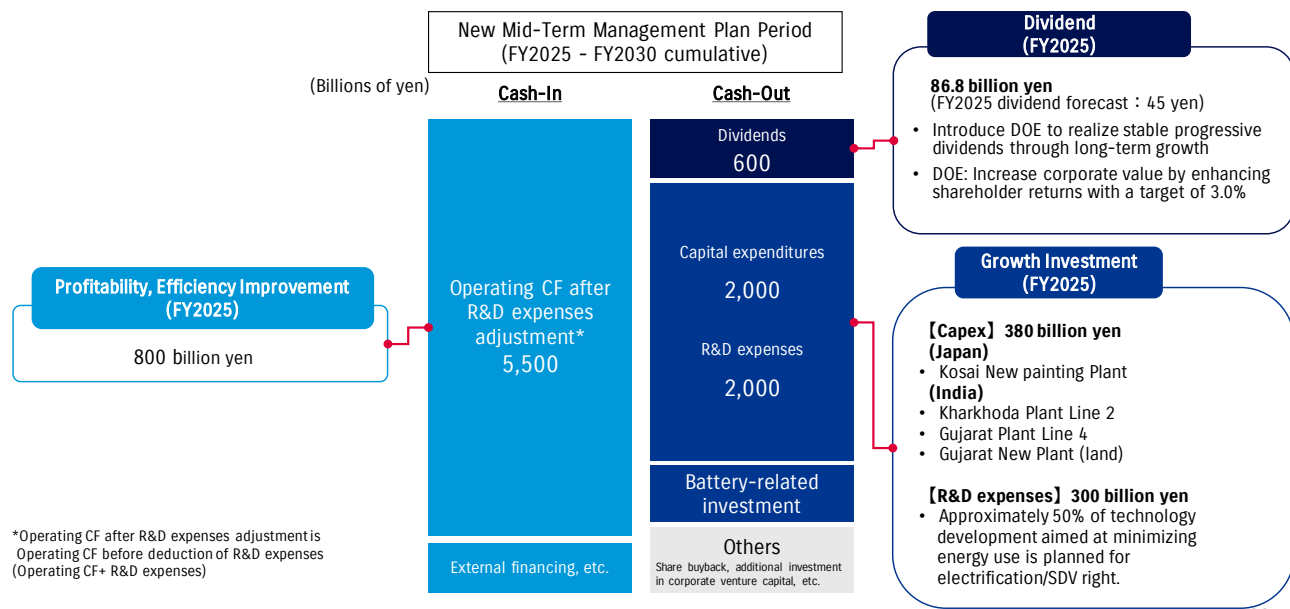 New Mid-Term Management Plan Period
(FY2025 - FY2030 cumulative)
(Billions of yen)
Cash-In
Cash-Out
Profitability, Efficiency Improvement
(FY2025)
800 billion yen
Operating CF after
R&D expenses
adjustment*
5,500
External financing, etc.
Dividends
600
Capital expenditures
2,000
R&D expenses
2,000
Battery-related
investment
Others
Share buyback, additional investment
in corporate venture capital, etc.
Dividend
(FY2025)
86.8 billion yen
(FY2025 dividend forecast：45 yen)
• Introduce DOE to realize stable progressive
dividends through long-term growth
• DOE: Increase corporate value by enhancing
shareholder returns with a target of 3.0%
Growth Investment
(FY2025)
【Capex】380 billion yen
(Japan)
• Kosai New painting Plant
(India)
• Kharkhoda Plant Line 2
• Gujarat Plant Line 4
• Gujarat New Plant (land)
【R&D expenses】300 billion yen
• Approximately 50% of technology
development aimed at minimizing
energy use is planned for
electrification/SDV right.
*Operating CF after R&D expenses adjustment is
Operating CF before deduction of R&D expenses
(Operating CF+ R&D expenses)